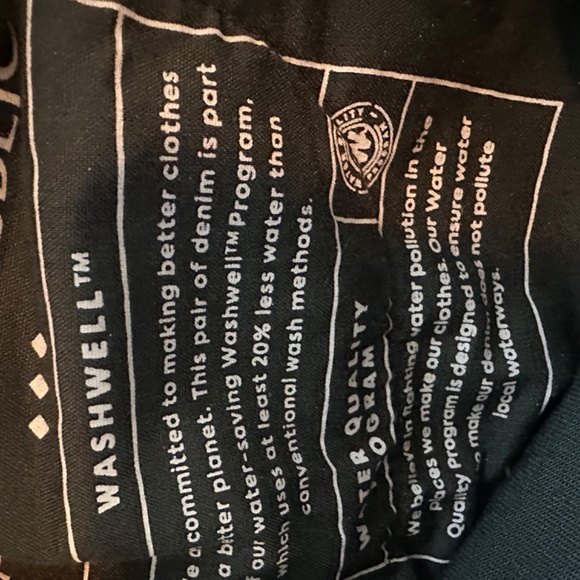 WASHWELL™
e a committed to making better clothes
a bitter planet. This pair of denim is part
f our water-saving Washwell™ Program,
which uses at least 20% less water than
conventional wash methods.
WATER QUALITY
OGRAM
We believe in fighting water pollution in the
places we make our clothes. Our Water
Quality Program is designed to ensure water
make our denim does not pollute
local waterways.